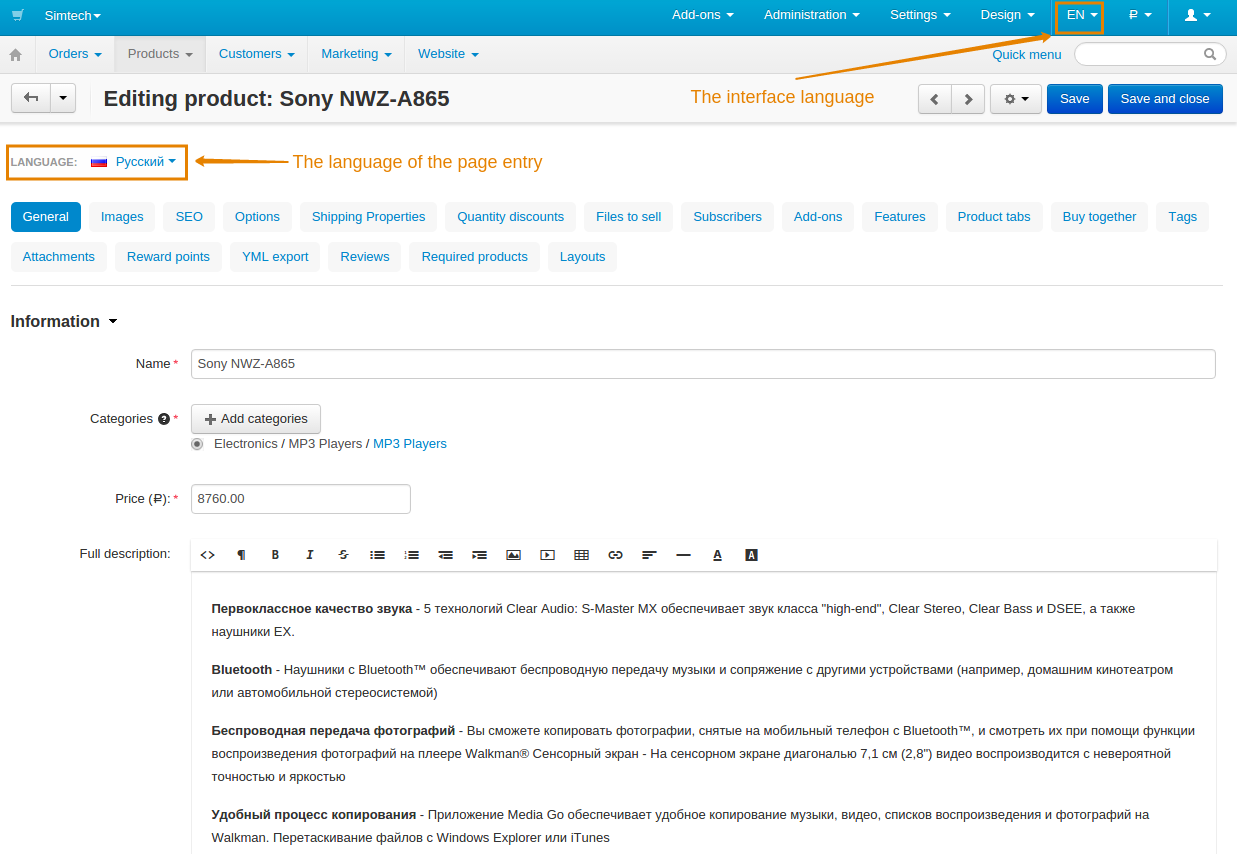 Simtech Add-ons Administration Settings Design EN ₽
Orders Products Customers Marketing Website Quick menu
Editing product: Sony NWZ-A865 The interface language Save Save and close
LANGUAGE: Русский The language of the page entry
General Images SEO Options Shipping Properties Quantity discounts Files to sell Subscribers Add-ons Features Product tabs Buy together Tags
Attachments Reward points YML export Reviews Required products Layouts
Information
Name *
Sony NWZ-A865
Categories ? * Add categories
Electronics / MP3 Players / MP3 Players
Price (₽): * 8760.00
Full description:
Первоклассное качество звука - 5 технологий Clear Audio: S-Master MX обеспечивает звук класса "high-end", Clear Stereo, Clear Bass и DSEE, а также
наушники EX.
Bluetooth - Наушники с Bluetooth™ обеспечивают беспроводную передачу музыки и сопряжение с другими устройствами (например, домашним кинотеатром
или автомобильной стереосистемой)
Беспроводная передача фотографий - Вы сможете копировать фотографии, снятые на мобильный телефон с Bluetooth™, и смотреть их при помощи функции
воспроизведения фотографий на плеере Walkman® Сенсорный экран - На сенсорном экране диагональю 7,1 см (2,8") видео воспроизводится с невероятной
точностью и яркостью
Удобный процесс копирования - Приложение Media Go обеспечивает удобное копирование музыки, видео, списков воспроизведения и фотографий на
Walkman. Перетаскивание файлов с Windows Explorer или iTunes